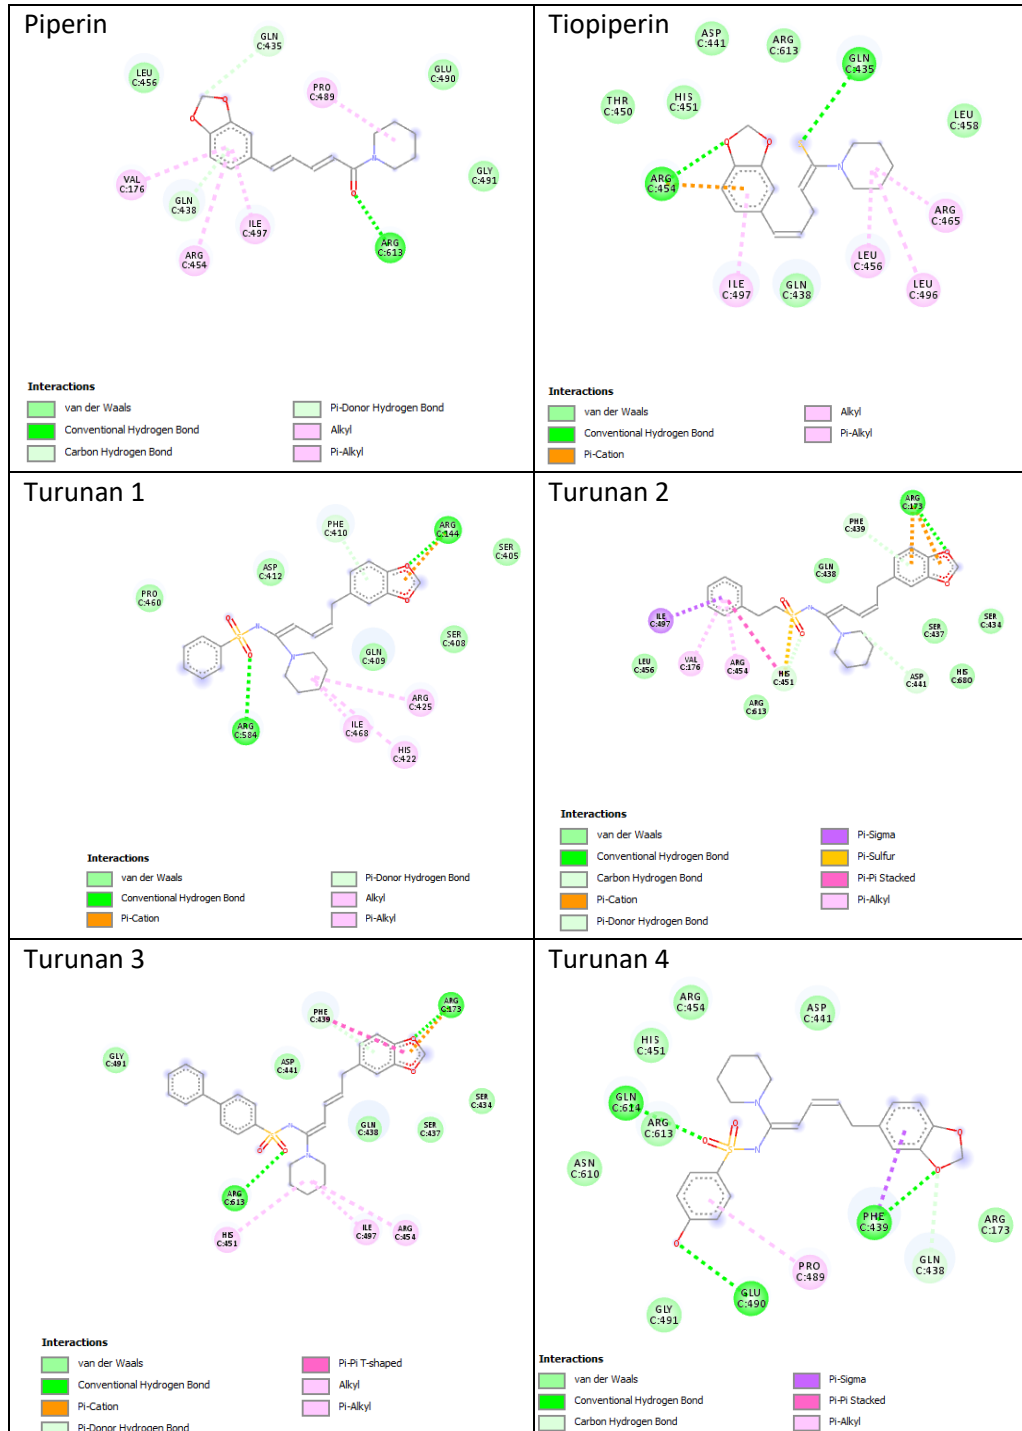 Piperin
GLN
C:435
LEU
C:456
GLU
C:490
PRO
C:489
VAL
C:176
GLN
C:438
GLY
C:491
ILE
C:497
ARG
C:454
ARG
C:613
O
O
N
O
Interactions
van der Waals
Conventional Hydrogen Bond
Carbon Hydrogen Bond
Pi-Donor Hydrogen Bond
Alkyl
Pi-Alkyl
Tiopiperin
ASP
C:441
ARG
C:613
GLN
C:435
THR
C:450
HIS
C:451
LEU
C:458
ARG
C:454
ARG
C:465
LEU
C:456
LEU
C:496
ILE
C:497
GLN
C:438
O
O
S
N
Interactions
van der Waals
Conventional Hydrogen Bond
Pi-Cation
Alkyl
Pi-Alkyl
Turunan 1
PHE
C:410
ARG
C:144
SER
C:405
ASP
C:412
PRO
C:460
SER
C:408
GLN
C:409
ARG
C:425
ILE
C:468
HIS
C:422
ARG
C:584
O
O
O
S
N
O
N
Interactions
van der Waals
Conventional Hydrogen Bond
Pi-Cation
Pi-Donor Hydrogen Bond
Alkyl
Pi-Alkyl
Turunan 2
ARG
C:173
PHE
C:439
GLN
C:438
ILE
C:497
SER
C:434
SER
C:437
LEU
C:456
VAL
C:176
ARG
C:454
HIS
C:451
ASP
C:441
HIS
C:680
ARG
C:613
O
O
O
S
N
O
N
Interactions
van der Waals
Conventional Hydrogen Bond
Carbon Hydrogen Bond
Pi-Cation
Pi-Donor Hydrogen Bond
Pi-Sigma
Pi-Sulfur
Pi-Pi Stacked
Pi-Alkyl
Turunan 3
ARG
C:173
PHE
C:439
GLY
C:491
ASP
C:441
SER
C:434
GLN
C:438
SER
C:437
ARG
C:613
HIS
C:451
ILE
C:497
ARG
C:454
O
O
S
N
O
O
N
Interactions
van der Waals
Conventional Hydrogen Bond
Pi-Cation
Pi-Donor Hydrogen Bond
Pi-Pi T-shaped
Alkyl
Pi-Alkyl
Turunan 4
ARG
C:454
ASP
C:441
HIS
C:451
GLN
C:614
ARG
C:613
ASN
C:610
PHE
C:439
ARG
C:173
GLN
C:438
PRO
C:489
GLU
C:490
GLY
C:491
N
O
O
S
N
O
O
O
Interactions
van der Waals
Conventional Hydrogen Bond
Carbon Hydrogen Bond
Pi-Sigma
Pi-Pi Stacked
Pi-Alkyl